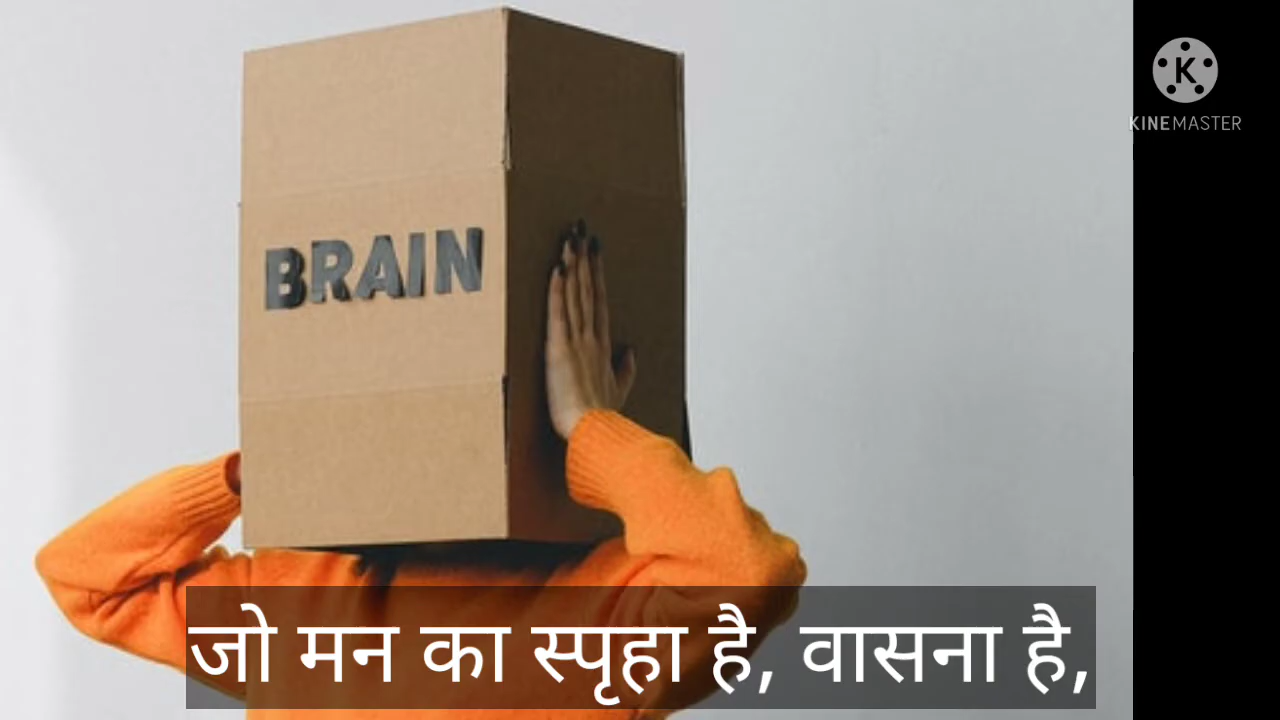 BRAIN
K
KINEMASTER
जो मन का स्पृहा है, वासना है,